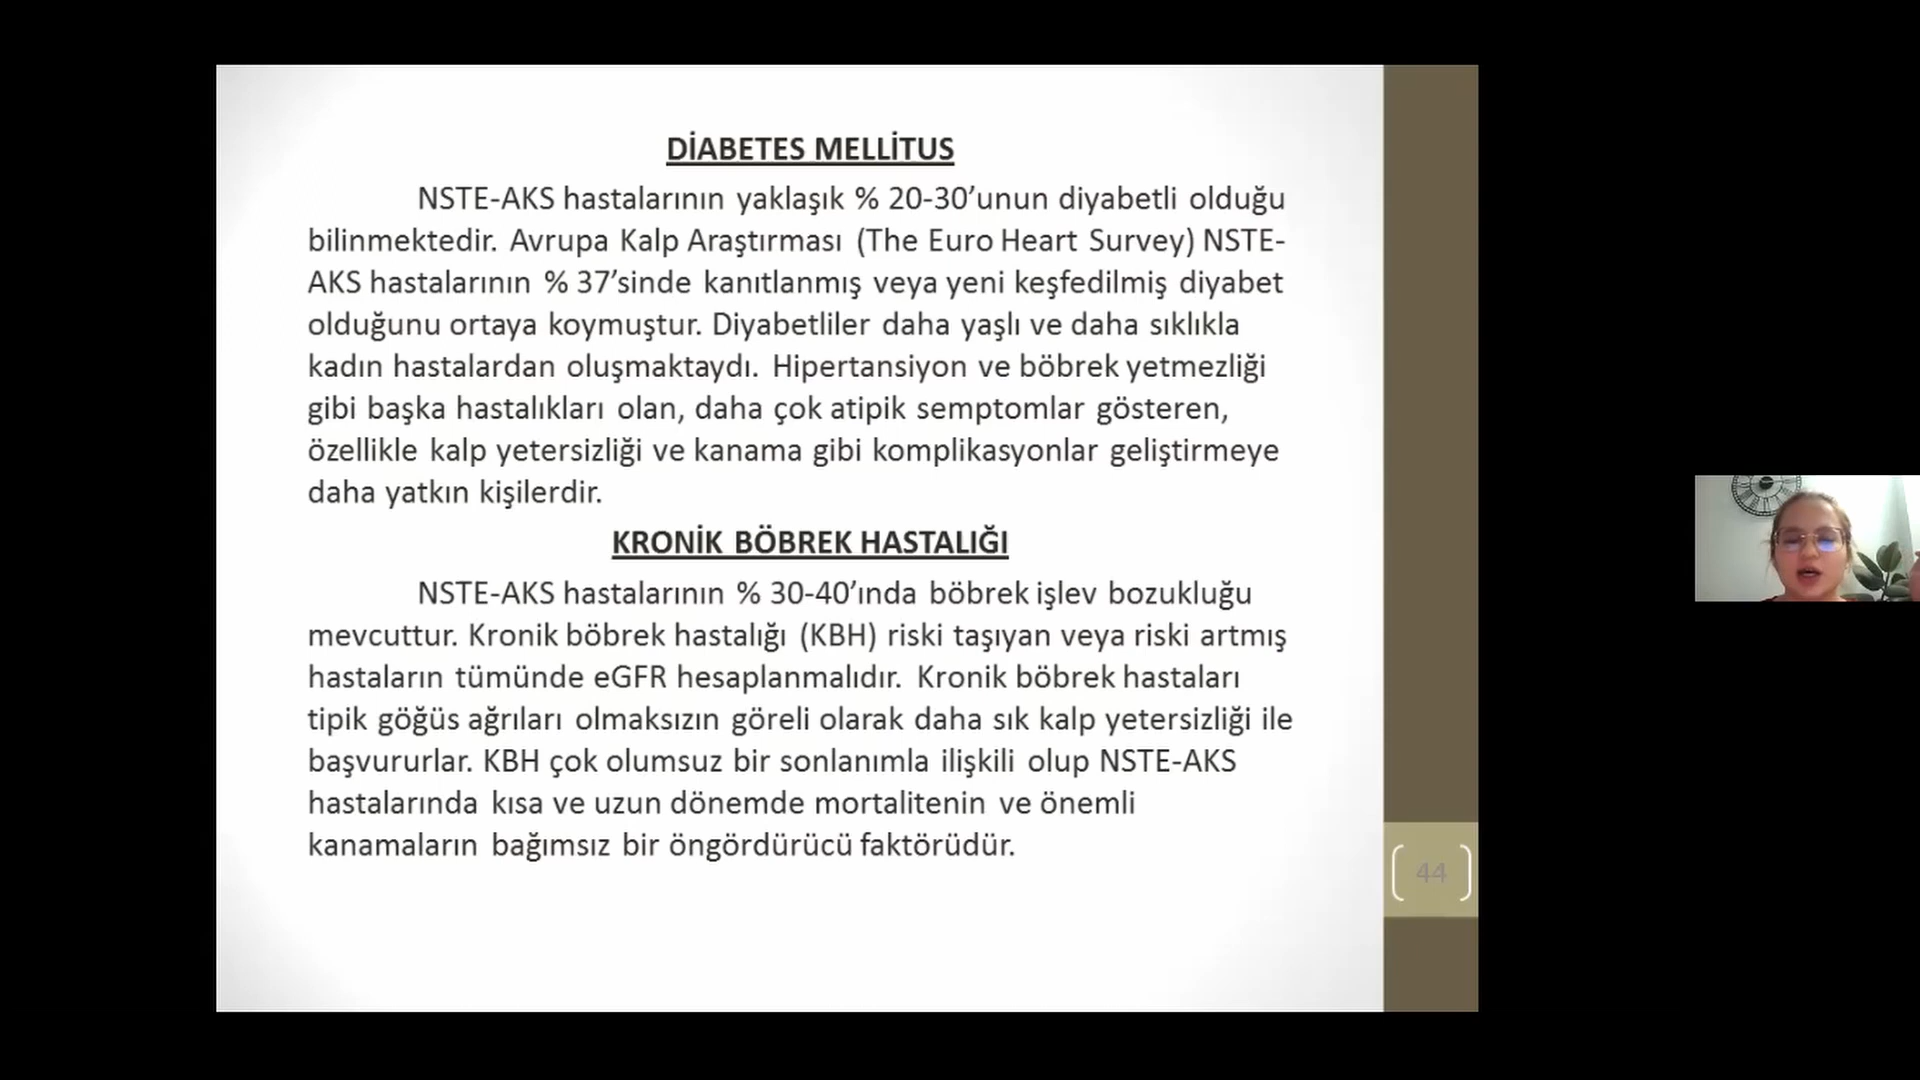 DİABETES MELLİTUS
NSTE-AKS hastalarının yaklaşık % 20-30’unun diyabetli olduğu
bilinmektedir. Avrupa Kalp Araştırması (The Euro Heart Survey) NSTE-
AKS hastalarının % 37’sinde kanıtlanmış veya yeni keşfedilmiş diyabet
olduğunu ortaya koymuştur. Diyabetliler daha yaşlı ve daha sıklıkla
kadın hastalardan oluşmaktaydı. Hipertansiyon ve böbrek yetmezliği
gibi başka hastalıkları olan, daha çok atipik semptomlar gösteren,
özellikle kalp yetersizliği ve kanama gibi komplikasyonlar geliştirmeye
daha yatkın kişilerdir.
KRONİK BÖBREK HASTALIĞI
NSTE-AKS hastalarının % 30-40’ında böbrek işlev bozukluğu
mevcuttur. Kronik böbrek hastalığı (KBH) riski taşıyan veya riski artmış
hastaların tümünde eGFR hesaplanmalıdır. Kronik böbrek hastaları
tipik göğüs ağrıları olmaksızın göreli olarak daha sık kalp yetersizliği ile
başvururlar. KBH çok olumsuz bir sonlanımla ilişkili olup NSTE-AKS
hastalarında kısa ve uzun dönemde mortalitenin ve önemli
kanamaların bağımsız bir öngördürücü faktörüdür.
44